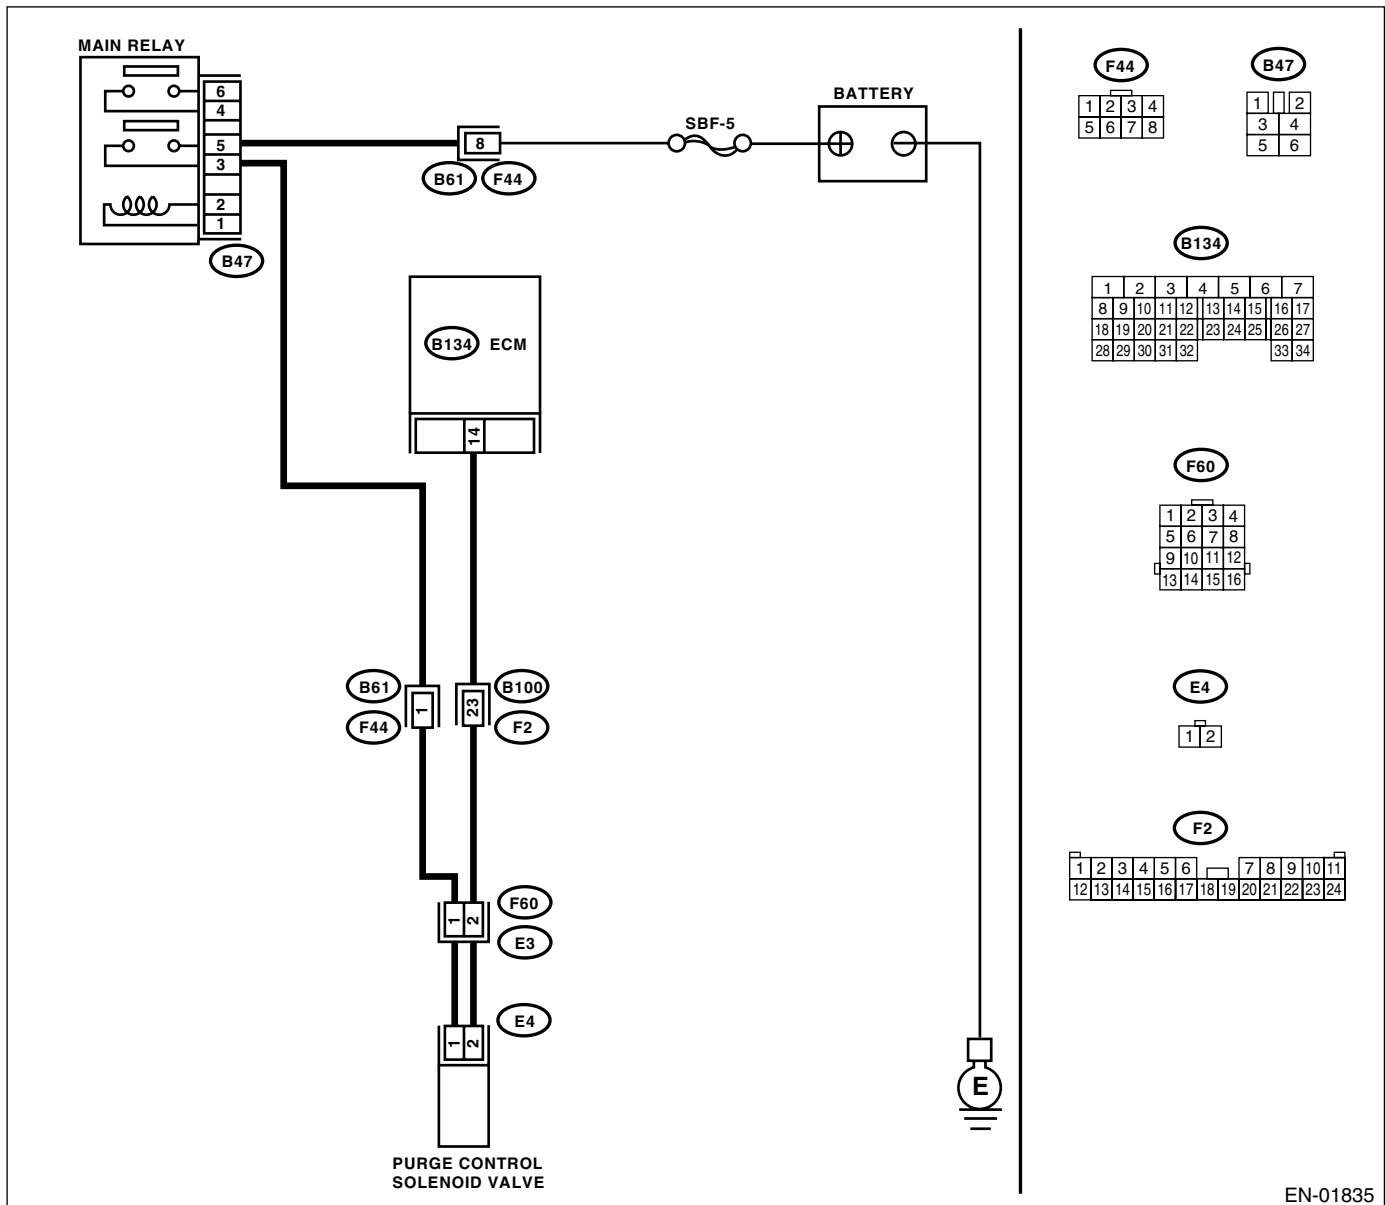 MAIN RELAY
6
4
5
3
2
1
B47
8
B61 F44
SBF-5
BATTERY
B134 ECM
14
B61
F44
1
B100
F2
23
F60
E3
1 2
E4
1 2
PURGE CONTROL
SOLENOID VALVE
E
F44
1 2 3 4
5 6 7 8
B47
1 2
3 4
5 6
B134
1 2 3 4 5 6 7
8 9 10 11 12 13 14 15 16 17
18 19 20 21 22 23 24 25 26 27
28 29 30 31 32 33 34
F60
1 2 3 4
5 6 7 8
9 10 11 12
13 14 15 16
E4
1 2
F2
1 2 3 4 5 6 7 8 9 10 11
12 13 14 15 16 17 18 19 20 21 22 23 24
EN-01835